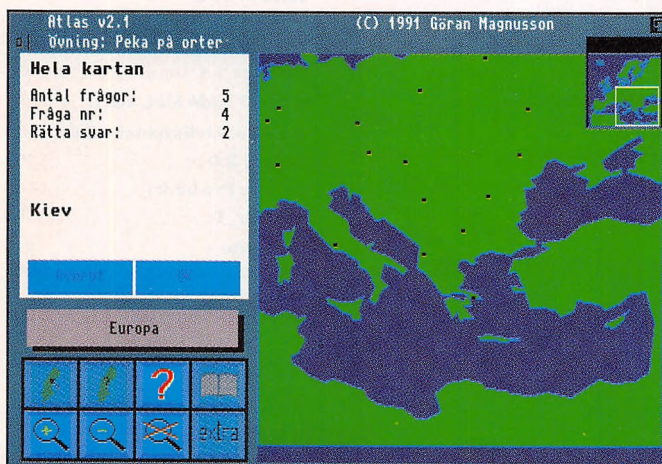 Atlas v2.1
(C) 1991 Göran Magnusson
övning: Peka på orter
Hela kartan
Antal frågor: 5
Fråga nr: 4
Rätta svar: 2
Kiev
Avbryt
Europa
?
extra